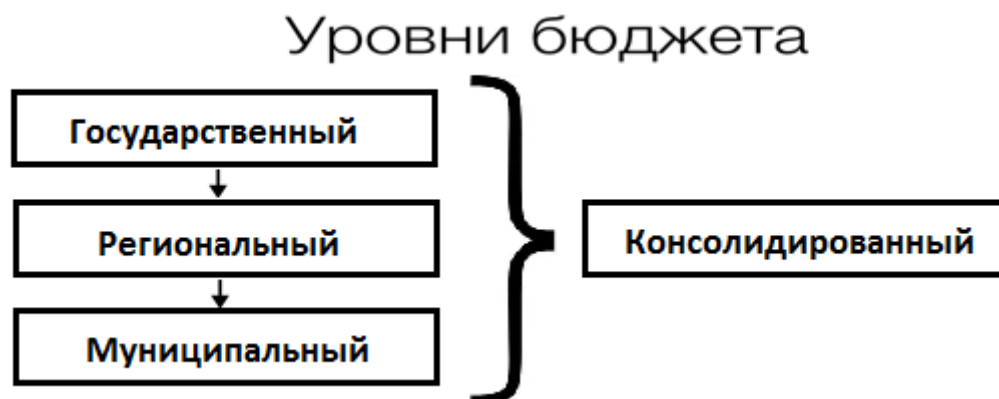 Уровни бюджета
Государственный
Региональный
Консолидированный
Муниципальный